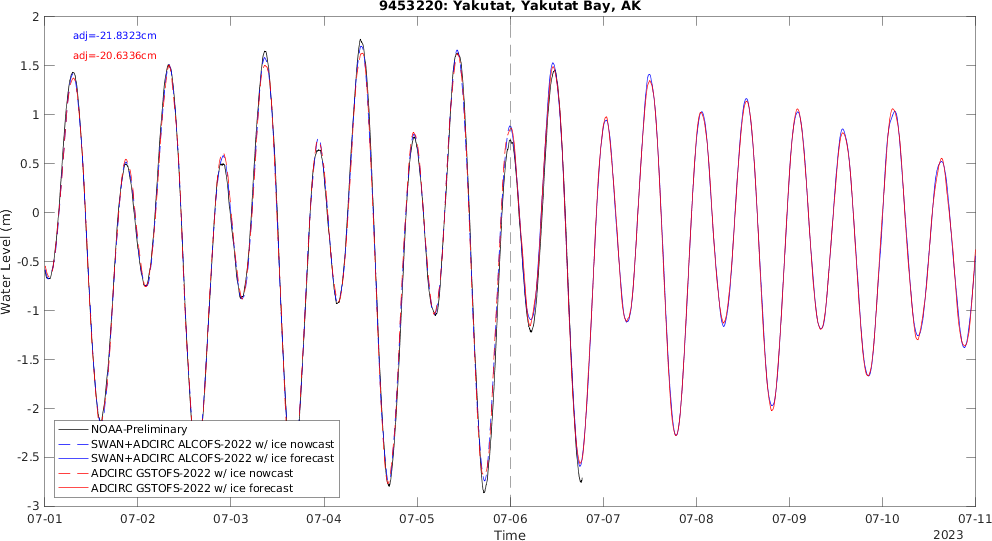 9453220: Yakutat, Yakutat Bay, AK
adj=-21.8323cm
adj=-20.6336cm
Water Level (m)
2
1.5
1
0.5
0
-0.5
-1
-1.5
-2
-2.5
-3
NOAA-Preliminary
SWAN+ADCIRC ALCOFS-2022 w/ ice nowcast
SWAN+ADCIRC ALCOFS-2022 w/ ice forecast
ADCIRC GSTOFS-2022 w/ ice nowcast
ADCIRC GSTOFS-2022 w/ ice forecast
07-01 07-02 07-03 07-04 07-05 07-06 07-07 07-08 07-09 07-10 07-11
Time
2023